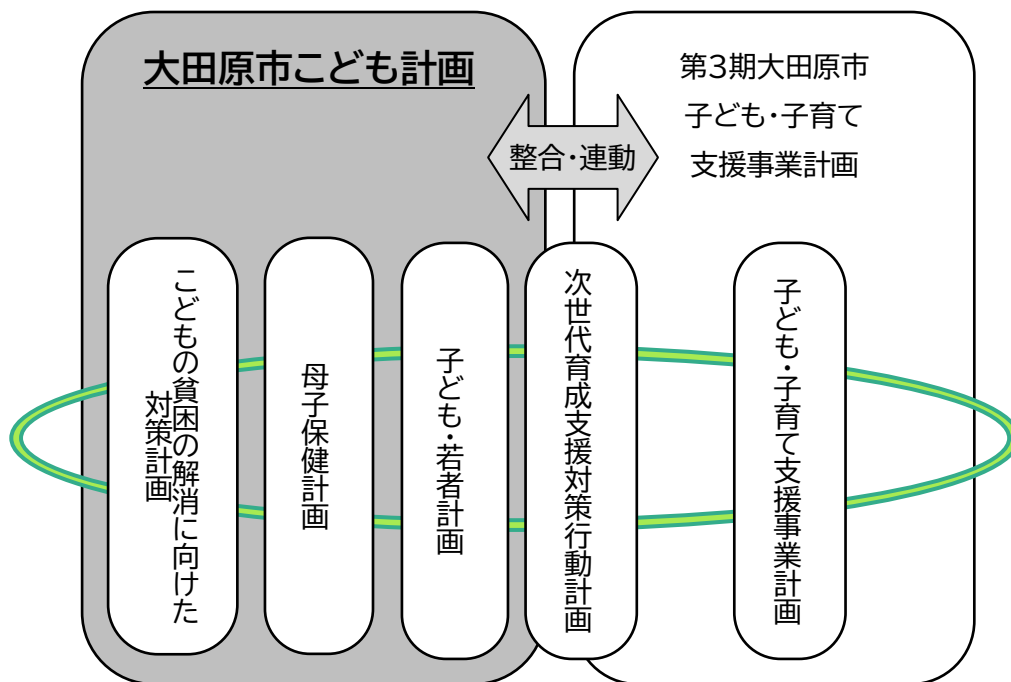 大田原市こども計画
第3期大田原市
子ども・子育て
支援事業計画
整合・連動
こどもの貧困の解消に向けた
対策計画
母子保健計画
子ども・若者計画
次世代育成支援対策行動計画
子ども・子育て支援事業計画